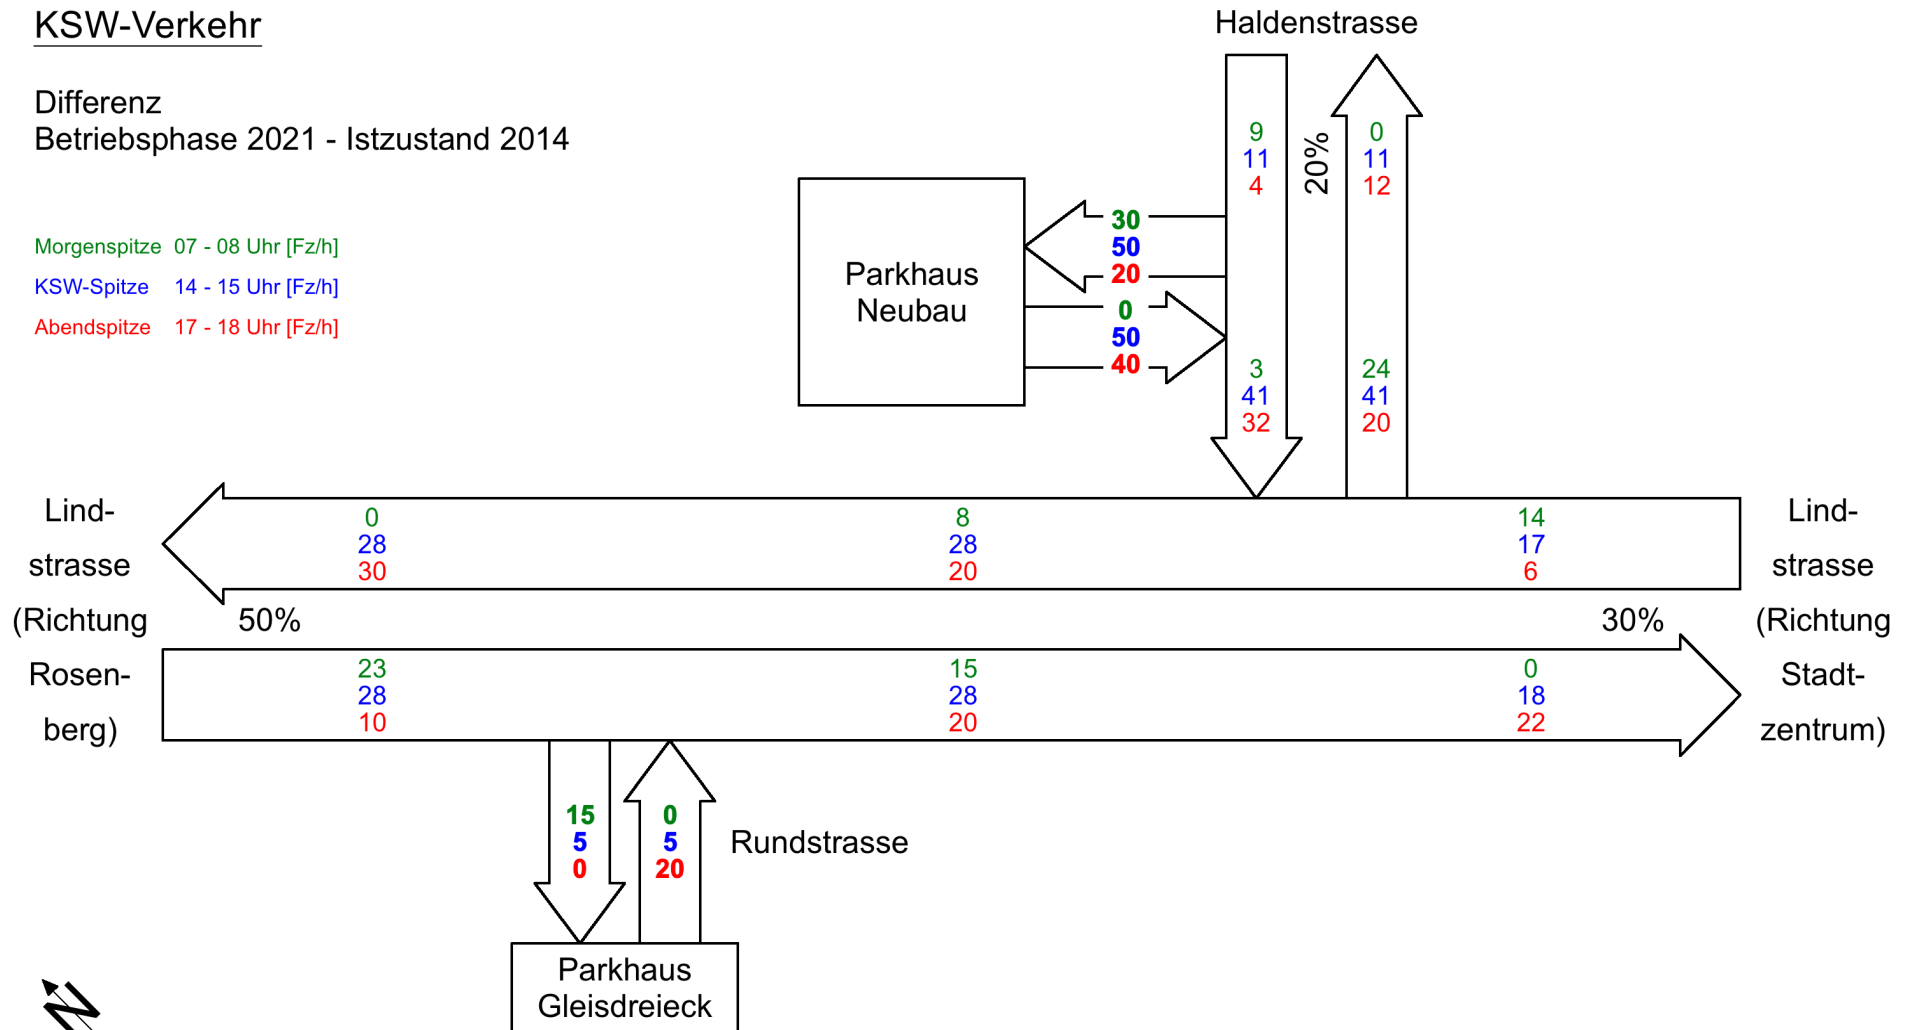 KSW-Verkehr
Haldenstrasse
Differenz
Betriebsphase 2021 - Istzustand 2014
Morgenspitze 07 - 08 Uhr [Fz/h]
KSW-Spitze 14 - 15 Uhr [Fz/h]
Abendspitze 17 - 18 Uhr [Fz/h]
9
11
4
20%
0
11
12
Parkhaus
Neubau
30
50
20
0
50
40
3
41
32
24
41
20
Lind-
strasse
(Richtung
Rosen-
berg)
0
28
30
8
28
20
14
17
6
50%
30%
23
28
10
15
28
20
0
18
22
Lind-
strasse
(Richtung
Stadt-
zentrum)
15
5
0
0
5
20
Rundstrasse
Parkhaus
Gleisdreieck
N